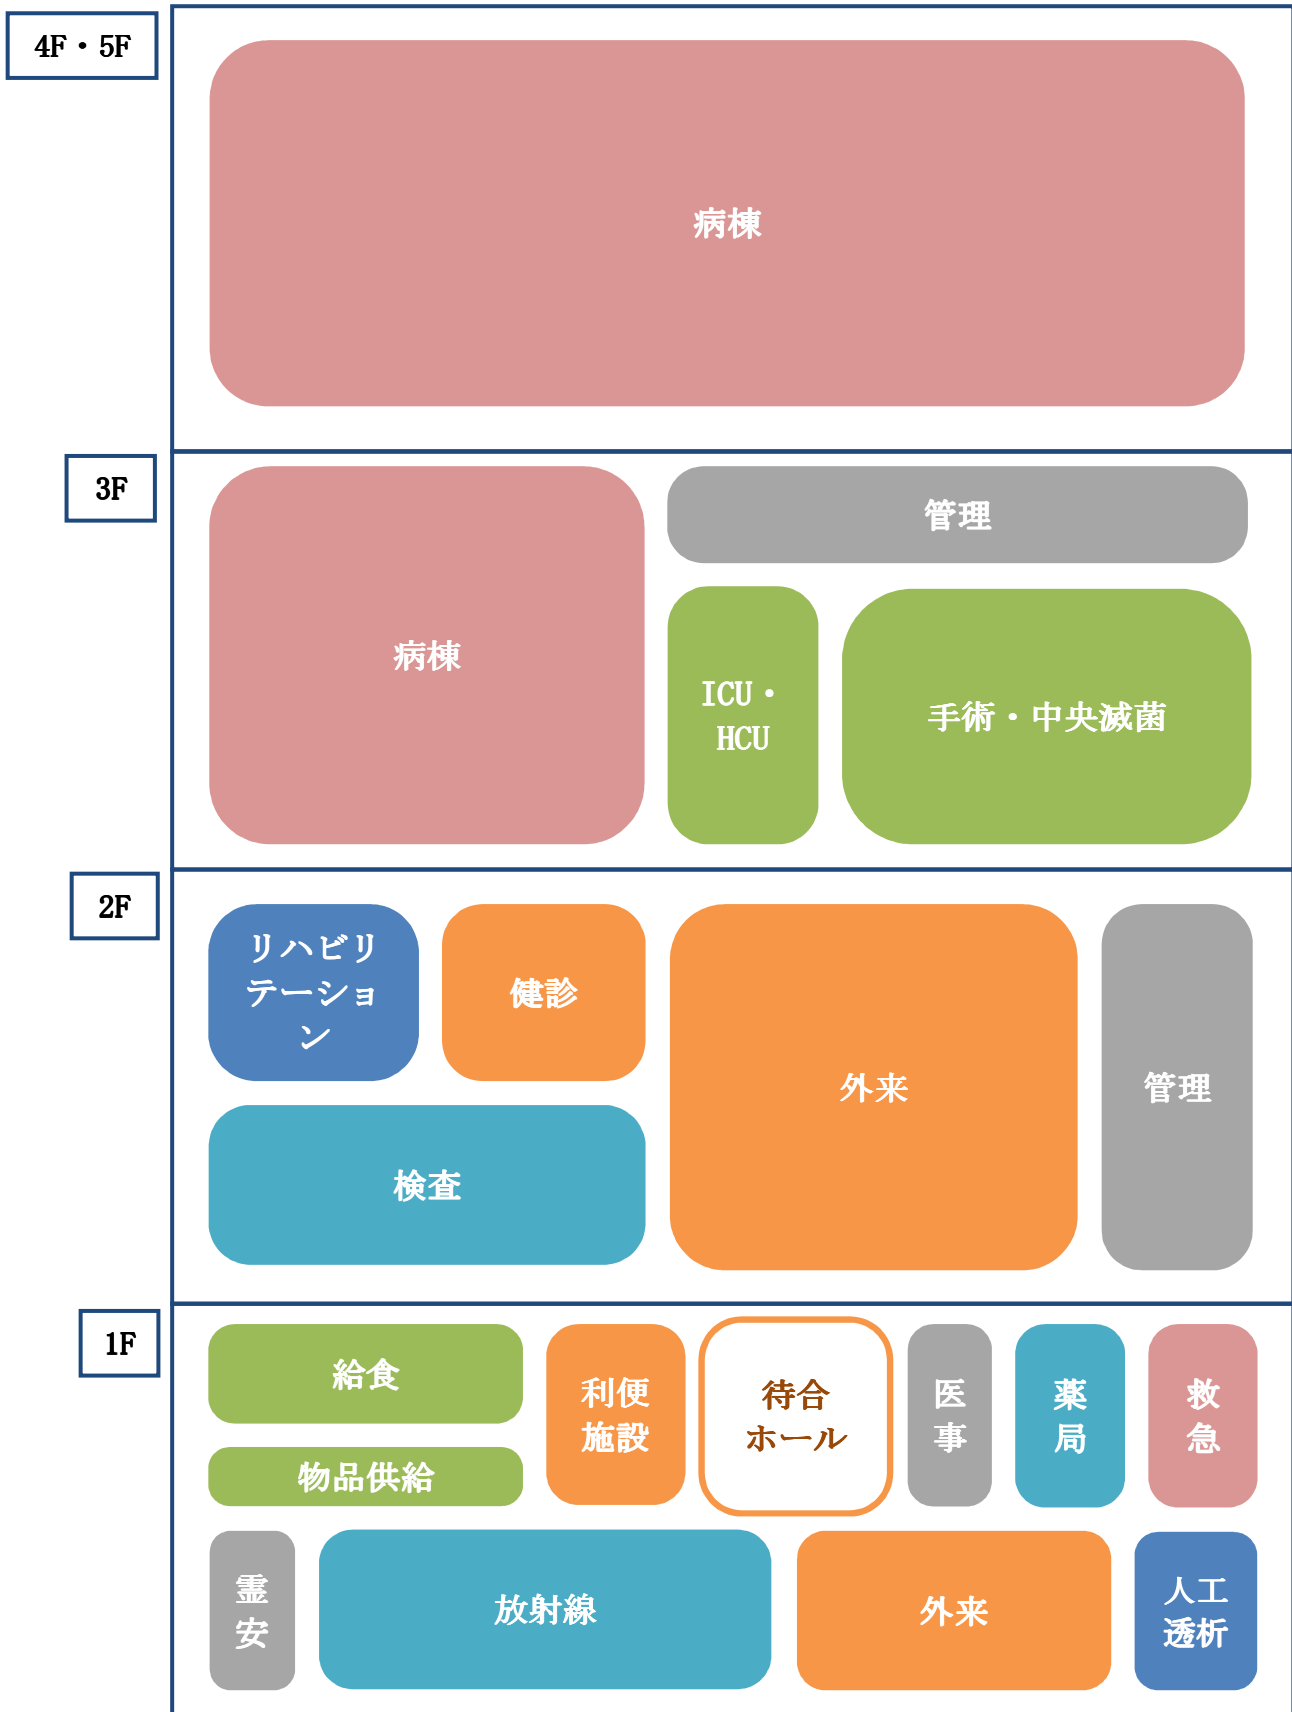 4F・5F
病棟
3F
管理
病棟
ICU・
HCU
手術・中央滅菌
2F
リハビリ
テーショ
ン
健診
外来
管理
検査
1F
給食
利便
施設
待合
ホール
医
事
薬
局
救
急
物品供給
霊
安
放射線
外来
人工
透析